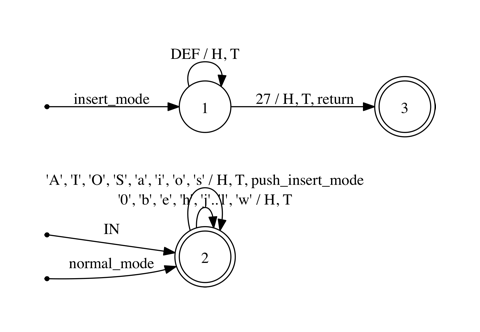 DEF / H, T
insert_mode
1
27 / H, T, return
3
'A', 'I', 'O', 'S', 'a', 'i', 'o', 's' / H, T, push_insert_mode
'0', 'b', 'e', 'h', 'j'..'l', 'w' / H, T
IN
normal_mode
2